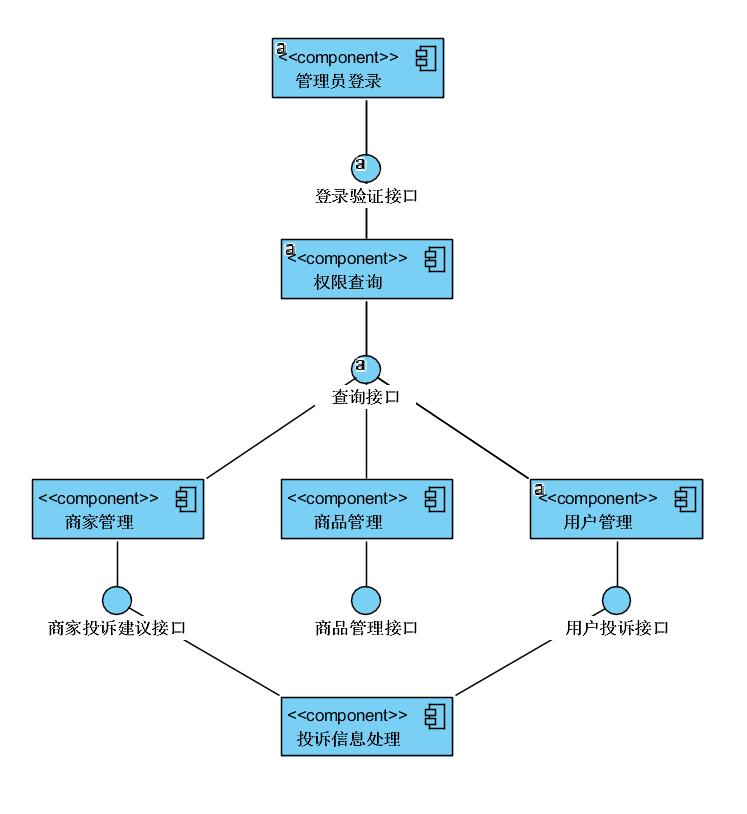 a
<<component>>
管理员登录
a
登录验证接口
a
<<component>>
权限查询
a
查询接口
<<component>>
商家管理
<<component>>
商品管理
a
<<component>>
用户管理
商家投诉建议接口
商品管理接口
用户投诉接口
<<component>>
投诉信息处理